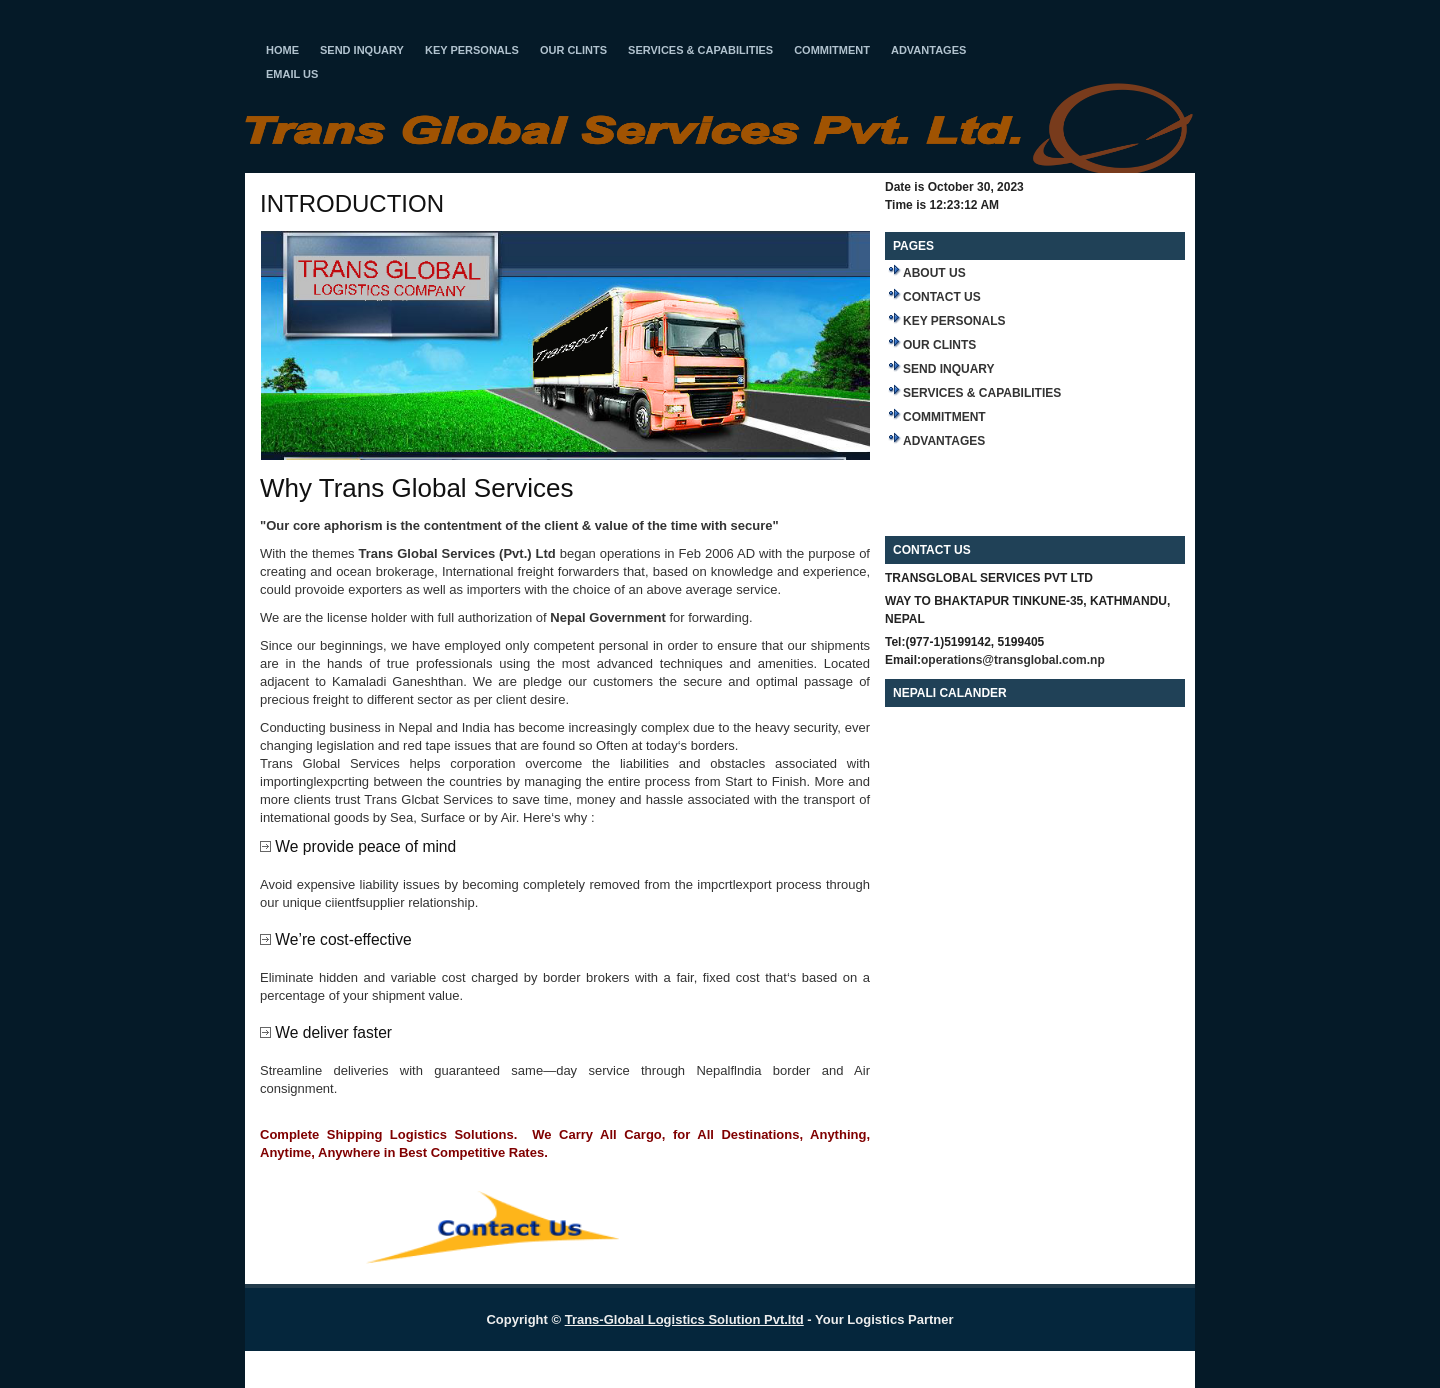 HOME SEND INQUARY KEY PERSONALS OUR CLINTS SERVICES & CAPABILITIES COMMITMENT ADVANTAGES
EMAIL US
Trans Global Services Pvt. Ltd.
INTRODUCTION
TRANS GLOBAL
LOGISTICS COMPANY
Transport
Why Trans Global Services
"Our core aphorism is the contentment of the client & value of the time with secure"
With the themes Trans Global Services (Pvt.) Ltd began operations in Feb 2006 AD with the purpose of
creating and ocean brokerage, International freight forwarders that, based on knowledge and experience,
could provoide exporters as well as importers with the choice of an above average service.
We are the license holder with full authorization of Nepal Government for forwarding.
Since our beginnings, we have employed only competent personal in order to ensure that our shipments
are in the hands of true professionals using the most advanced techniques and amenities. Located
adjacent to Kamaladi Ganeshthan. We are pledge our customers the secure and optimal passage of
precious freight to different sector as per client desire.
Conducting business in Nepal and India has become increasingly complex due to the heavy security, ever
changing legislation and red tape issues that are found so Often at today‘s borders.
Trans Global Services helps corporation overcome the liabilities and obstacles associated with
importinglexpcrting between the countries by managing the entire process from Start to Finish. More and
more clients trust Trans Glcbat Services to save time, money and hassle associated with the transport of
intemational goods by Sea, Surface or by Air. Here‘s why :
We provide peace of mind
Avoid expensive liability issues by becoming completely removed from the impcrtlexport process through
our unique ciientfsupplier relationship.
We’re cost-effective
Eliminate hidden and variable cost charged by border brokers with a fair, fixed cost that‘s based on a
percentage of your shipment value.
We deliver faster
Streamline deliveries with guaranteed same—day service through Nepalflndia border and Air
consignment.
Complete Shipping Logistics Solutions. We Carry All Cargo, for All Destinations, Anything,
Anytime, Anywhere in Best Competitive Rates.
Contact Us
Date is October 30, 2023
Time is 12:23:12 AM
PAGES
ABOUT US
CONTACT US
KEY PERSONALS
OUR CLINTS
SEND INQUARY
SERVICES & CAPABILITIES
COMMITMENT
ADVANTAGES
CONTACT US
TRANSGLOBAL SERVICES PVT LTD
WAY TO BHAKTAPUR TINKUNE-35, KATHMANDU,
NEPAL
Tel:(977-1)5199142, 5199405
Email:operations@transglobal.com.np
NEPALI CALANDER
Copyright © Trans-Global Logistics Solution Pvt.ltd - Your Logistics Partner